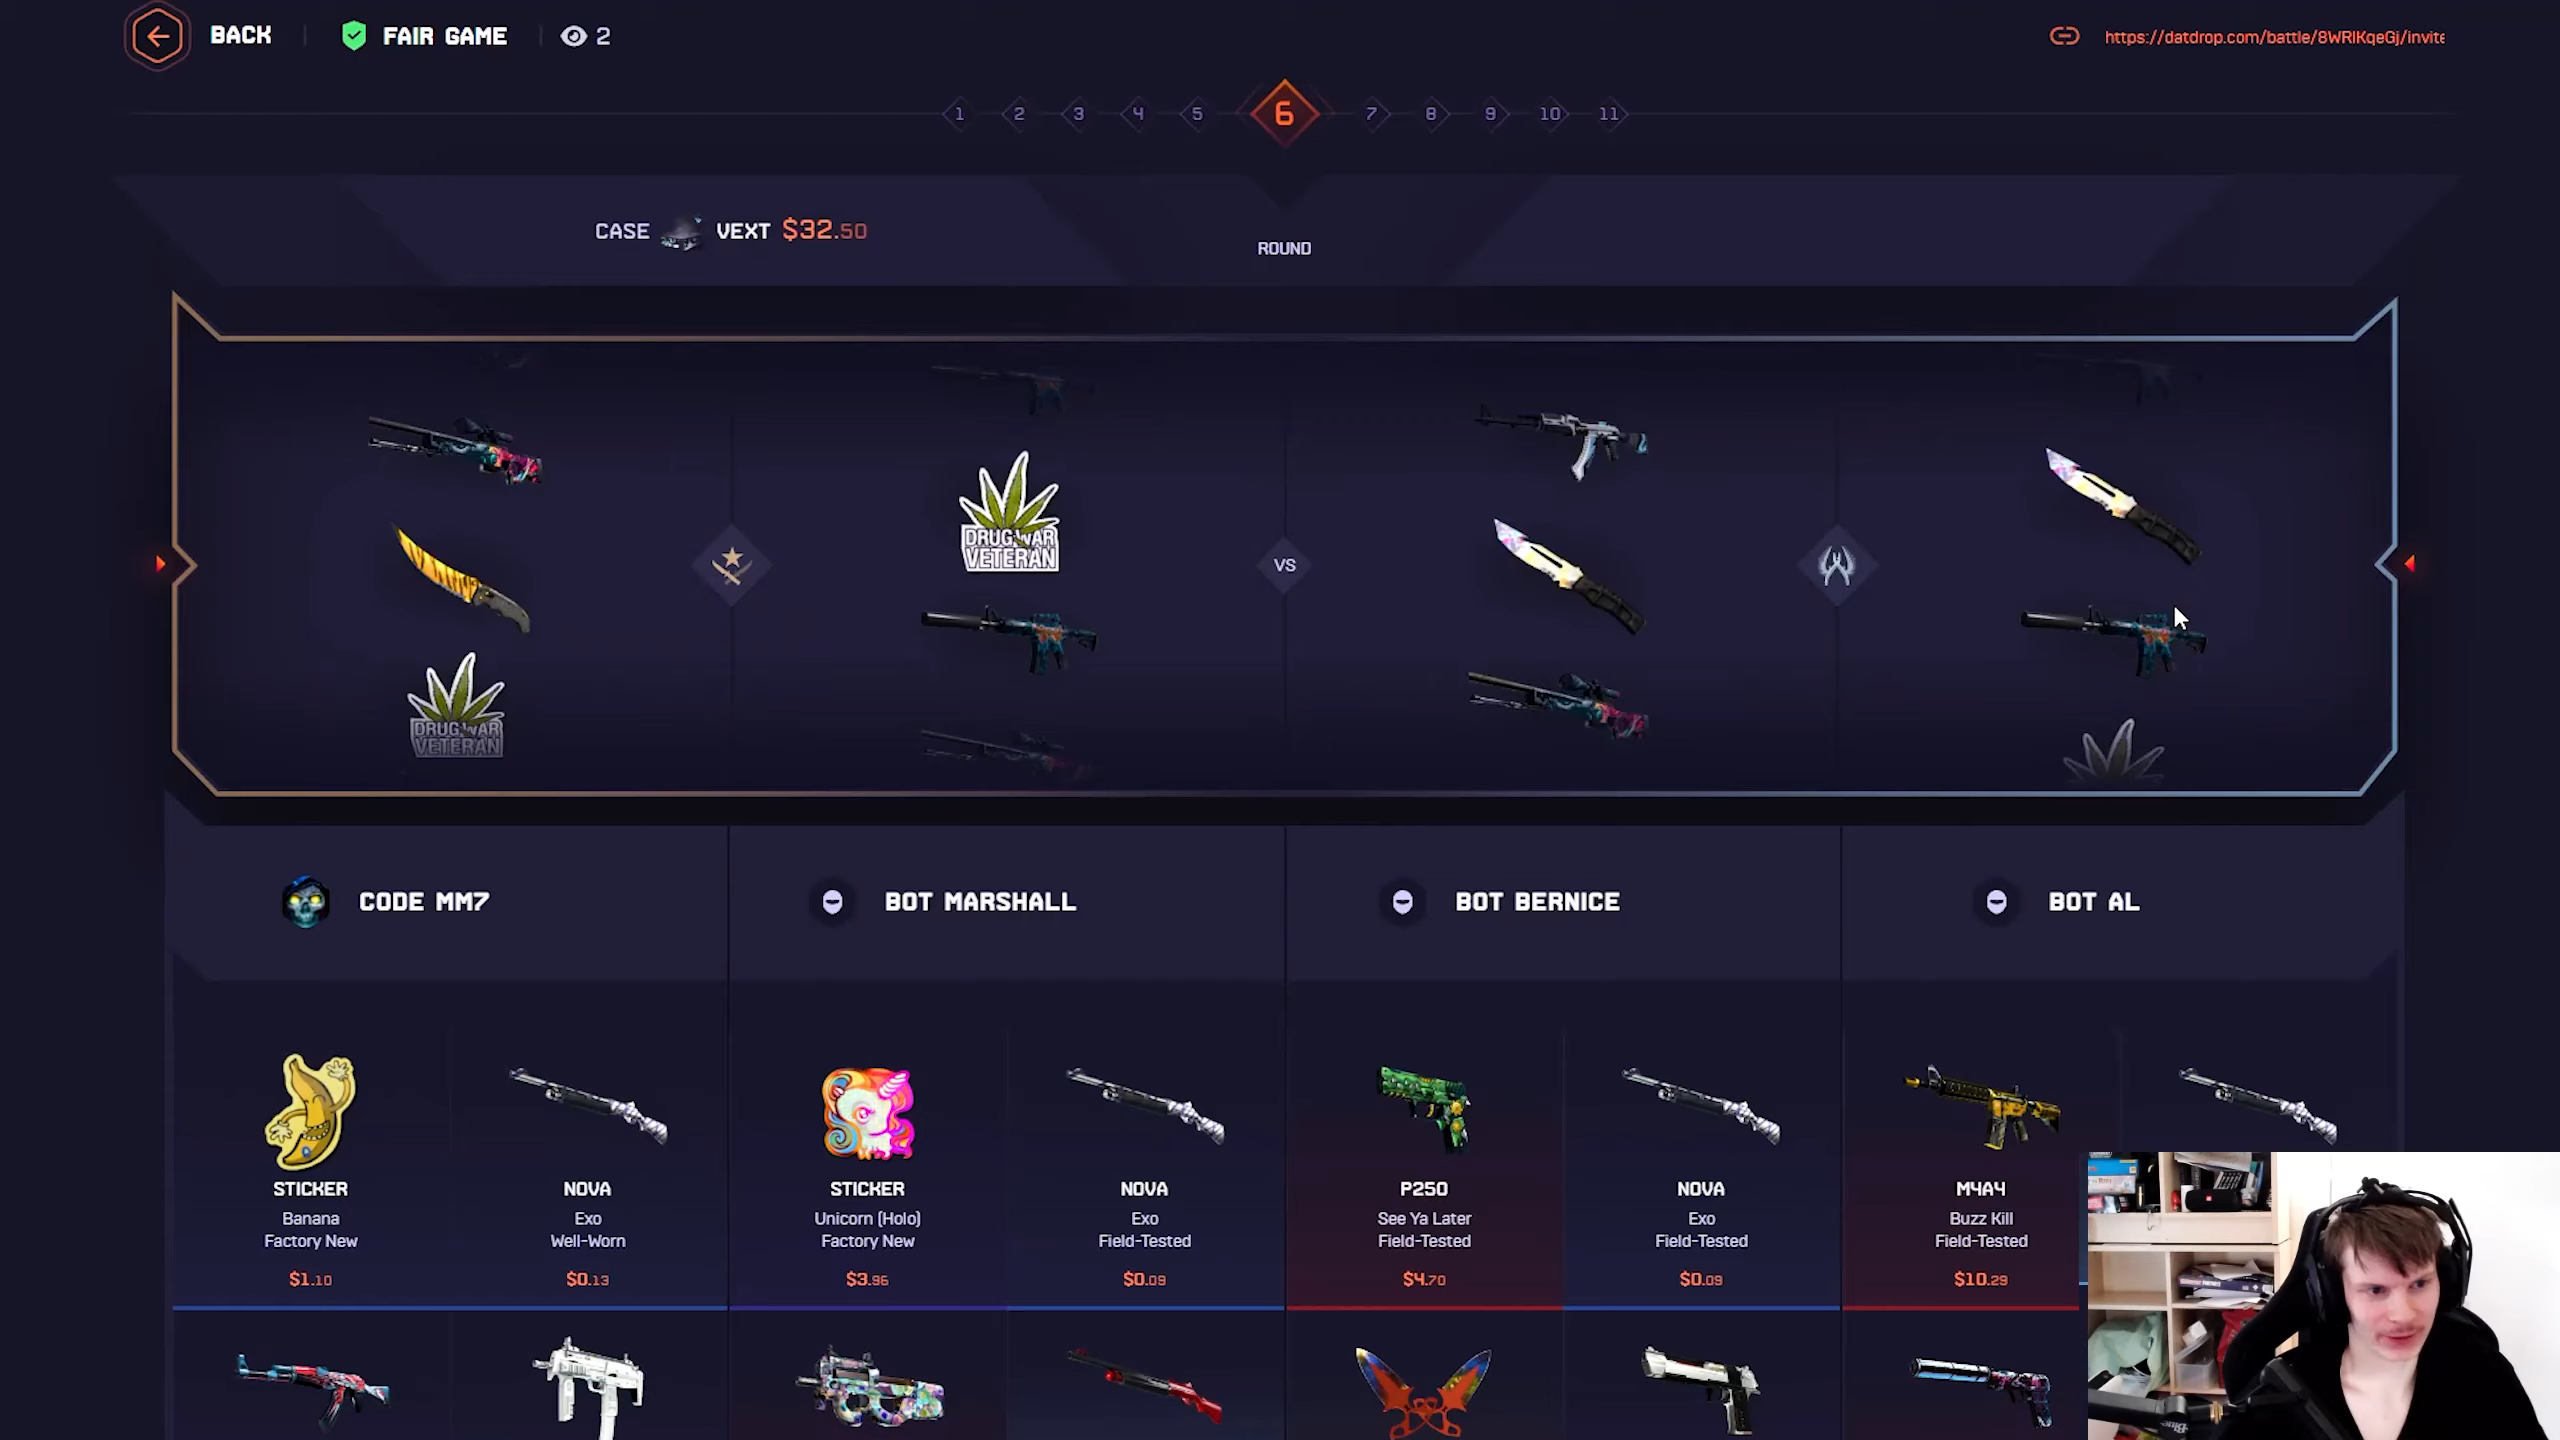 BACK
FAIR GAME
2
https://datdrop.com/battle/8WRlKqeGj/invite
1 2 3 4 5 6 7 8 9 10 11
CASE VEXT $32.50
ROUND
DRUG WAR
VETERAN
VS
DRUG WAR
VETERAN
CODE MM7
BOT MARSHALL
BOT BERNICE
BOT AL
STICKER
Banana
Factory New
$1.10
NOVA
Exo
Well-Worn
$0.13
STICKER
Unicorn (Holo)
Factory New
$3.96
NOVA
Exo
Field-Tested
$0.09
P250
See Ya Later
Field-Tested
$4.70
NOVA
Exo
Field-Tested
$0.09
M4A4
Buzz Kill
Field-Tested
$10.29